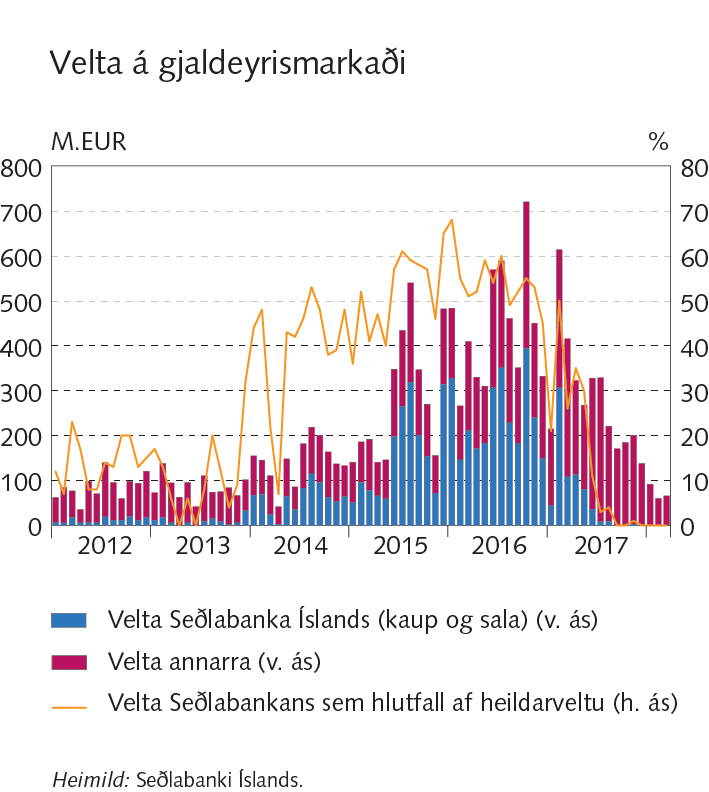 Velta á gjaldeyrismarkaði
M.EUR %
800 80
700 70
600 60
500 50
400 40
300 30
200 20
100 10
0 0
2012 2013 2014 2015 2016 2017
Velta Seðlabanka Íslands (kaup og sala) (v. ás)
Velta annarra (v. ás)
Velta Seðlabankans sem hlutfall af heildarveltu (h. ás)
Heimild: Seðlabanki Íslands.